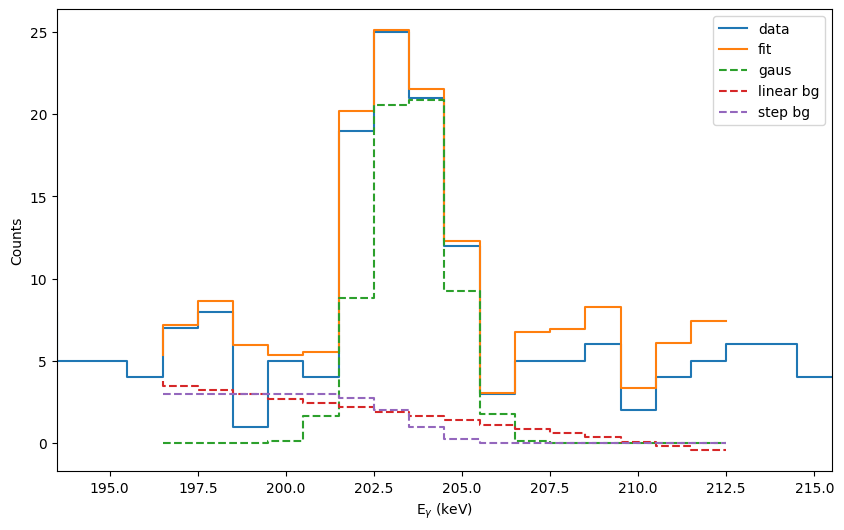 data
fit
gaus
linear bg
step bg
25
20
15
10
5
0
Counts
195.0 197.5 200.0 202.5 205.0 207.5 210.0 212.5 215.0
Eγ (keV)